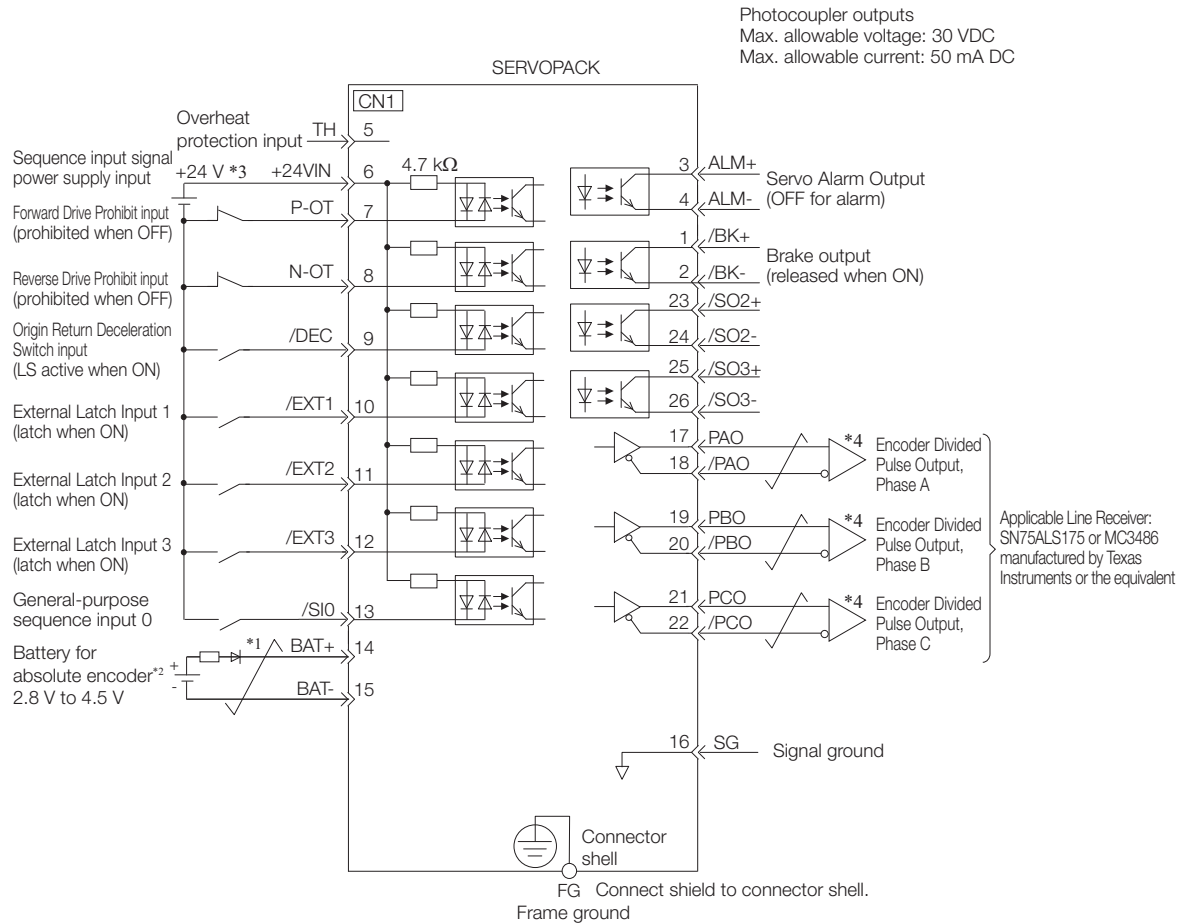 Photocoupler outputs
Max. allowable voltage: 30 VDC
Max. allowable current: 50 mA DC
SERVOPACK
CN1
Overheat
protection input
TH
5
Sequence input signal
power supply input
+24 V *3
+24VIN
6
4.7 kΩ
Forward Drive Prohibit input
(prohibited when OFF)
P-OT
7
Reverse Drive Prohibit input
(prohibited when OFF)
N-OT
8
Origin Return Deceleration
Switch input
(LS active when ON)
/DEC
9
External Latch Input 1
(latch when ON)
/EXT1
10
External Latch Input 2
(latch when ON)
/EXT2
11
External Latch Input 3
(latch when ON)
/EXT3
12
General-purpose
sequence input 0
/SI0
13
Battery for
absolute encoder*2
2.8 V to 4.5 V
+
-
*1
BAT+
14
BAT-
15
3 ALM+
4 ALM-
Servo Alarm Output
(OFF for alarm)
1 /BK+
2 /BK-
Brake output
(released when ON)
23 /SO2+
24 /SO2-
25 /SO3+
26 /SO3-
17 PAO
18 /PAO
*4
Encoder Divided
Pulse Output,
Phase A
19 PBO
20 /PBO
*4
Encoder Divided
Pulse Output,
Phase B
21 PCO
22 /PCO
*4
Encoder Divided
Pulse Output,
Phase C
Applicable Line Receiver:
SN75ALS175 or MC3486
manufactured by Texas
Instruments or the equivalent
16 SG
Signal ground
Connector
shell
FG Connect shield to connector shell.
Frame ground